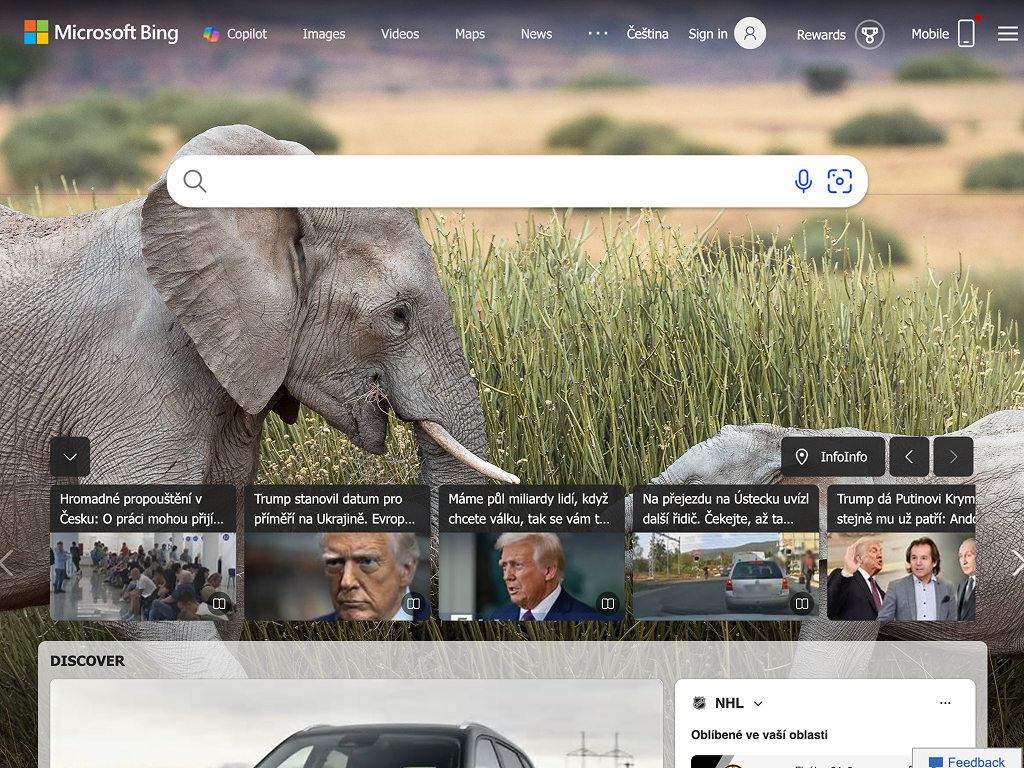 Microsoft Bing
Copilot
Images
Videos
Maps
News
Čeština
Sign in
Rewards
Mobile
InfoInfo
Hromadné propouštění v
Česku: O práci mohou přijí...
Trump stanovil datum pro
příměří na Ukrajině. Evrop...
Máme půl miliardy lidí, když
chcete válku, tak se vám t...
Na přejezdu na Ústecku uvízl
další řidič. Čekejte, až ta...
Trump dá Putinovi Krym
stejně mu už patří: Ando
DISCOVER
NHL
Oblíbené ve vaší oblasti
Feedback